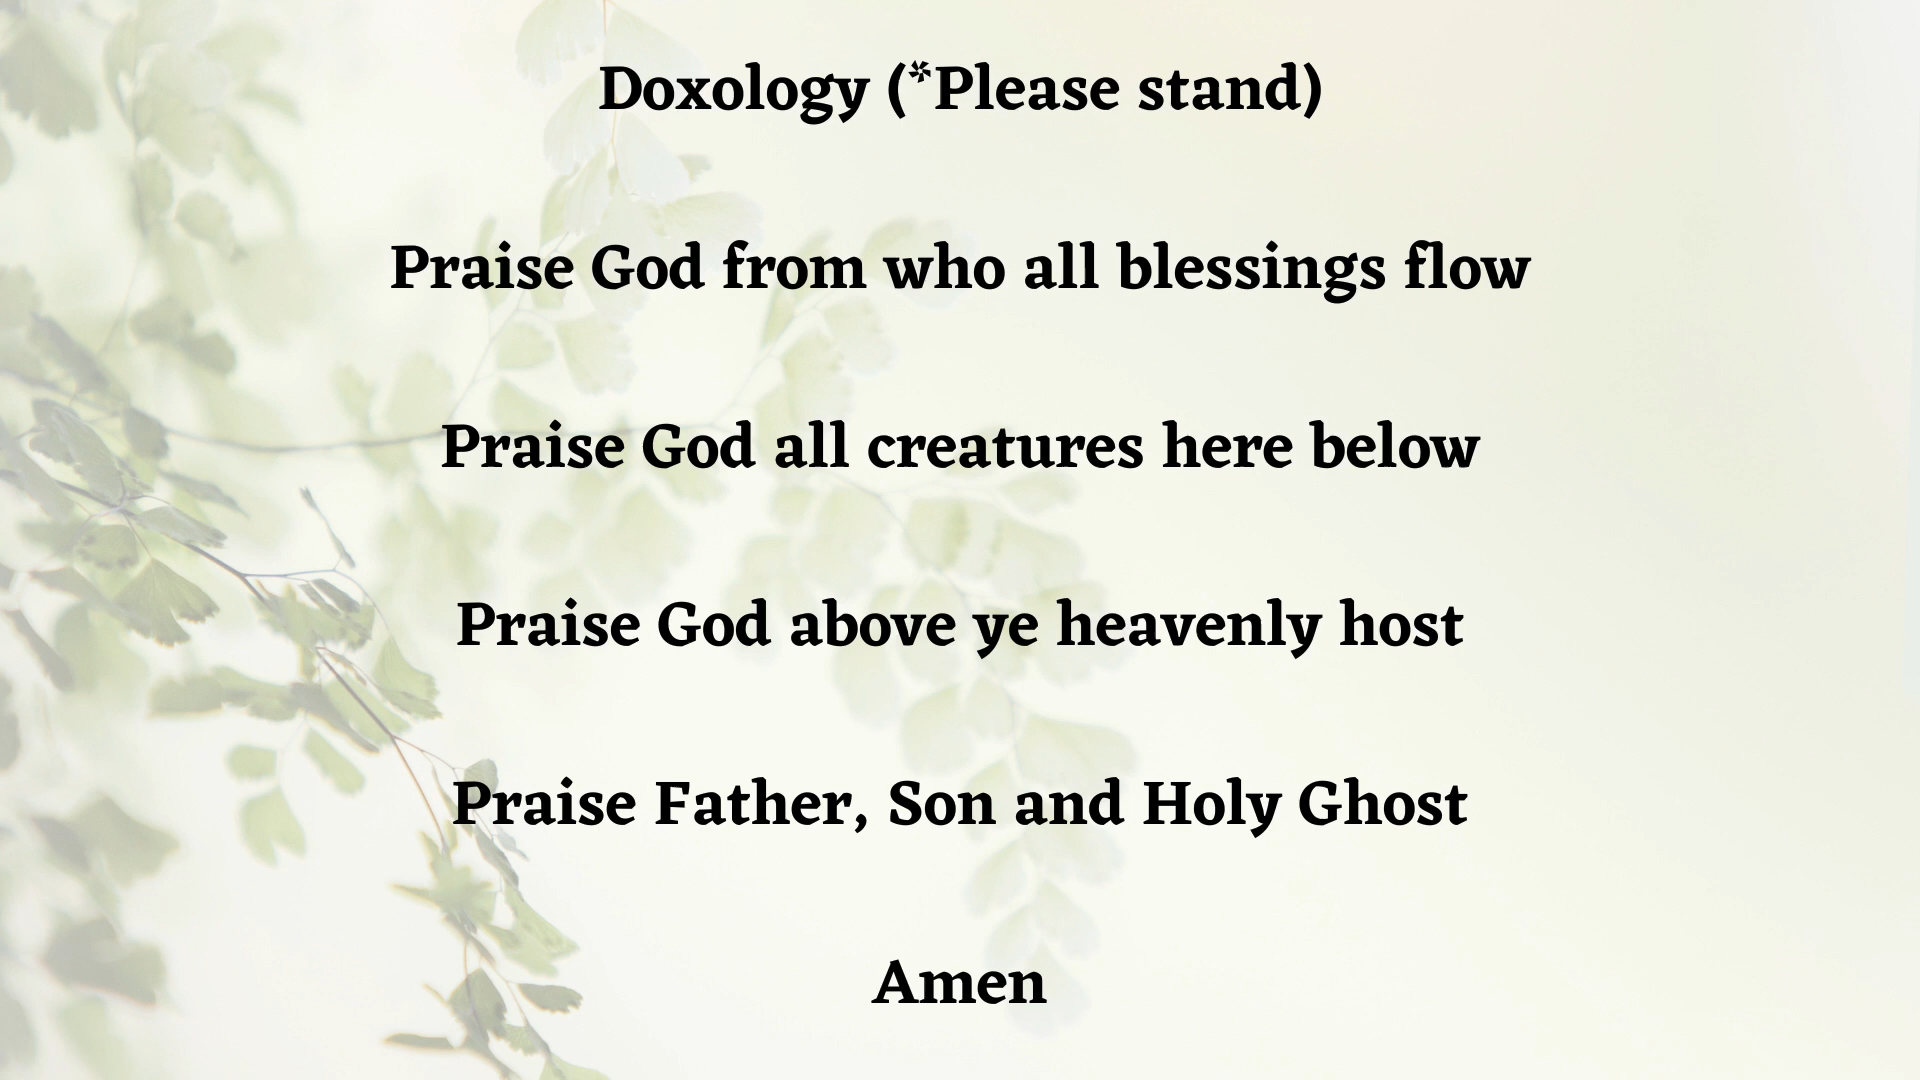 Doxology (*Please stand)
Praise God from who all blessings flow
Praise God all creatures here below
Praise God above ye heavenly host
Praise Father, Son and Holy Ghost
Amen